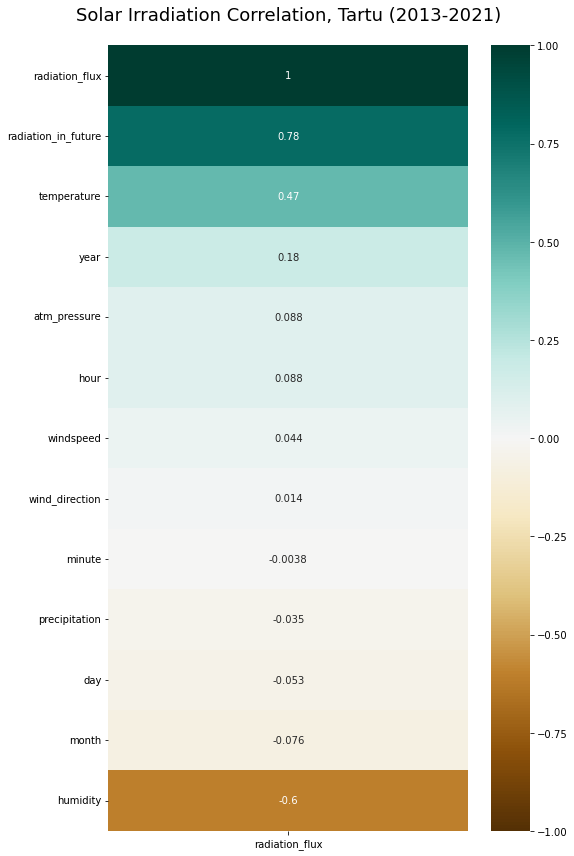 Solar Irradiation Correlation, Tartu (2013-2021)
radiation_flux 1
radiation_in_future 0.78
temperature 0.47
year 0.18
atm_pressure 0.088
hour 0.088
windspeed 0.044
wind_direction 0.014
minute -0.0038
precipitation -0.035
day -0.053
month -0.076
humidity -0.6
radiation_flux
1.00
0.75
0.50
0.25
0.00
−0.25
−0.50
−0.75
−1.00